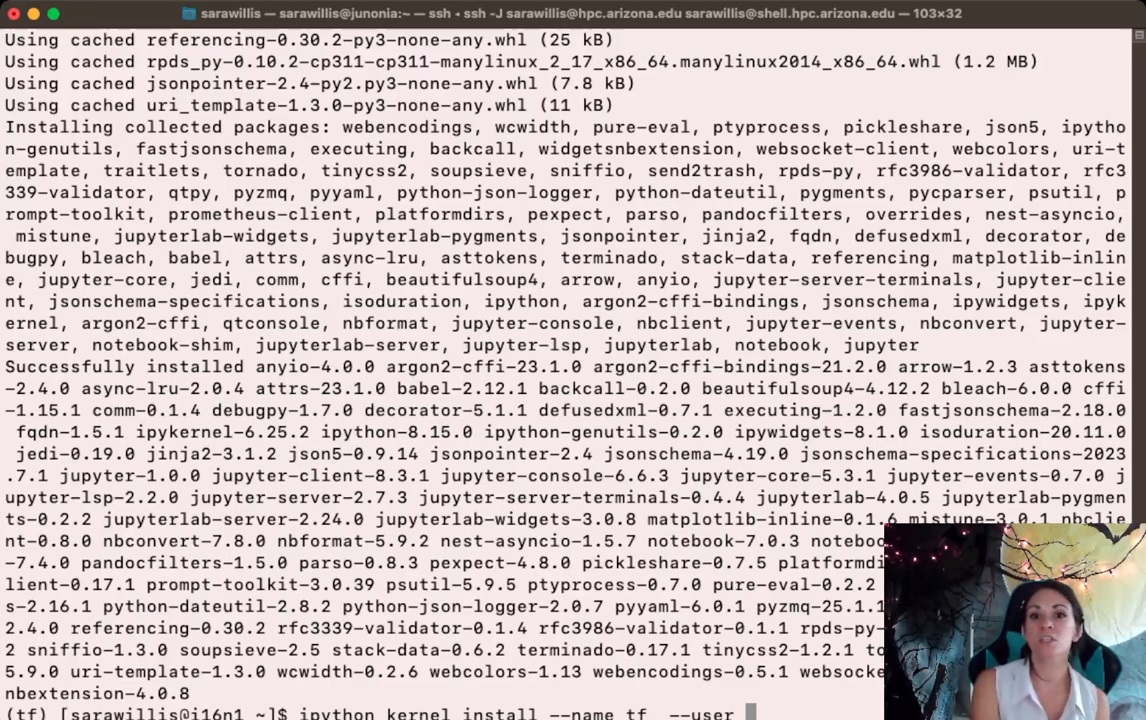 sarawillis — sarawillis@junonia:~ — ssh ◂ ssh -J sarawillis@hpc.arizona.edu sarawillis@shell.hpc.arizona.edu — 103×32
Using cached referencing-0.30.2-py3-none-any.whl (25 kB)
Using cached rpds_py-0.10.2-cp311-cp311-manylinux_2_17_x86_64.manylinux2014_x86_64.whl (1.2 MB)
Using cached jsonpointer-2.4-py2.py3-none-any.whl (7.8 kB)
Using cached uri_template-1.3.0-py3-none-any.whl (11 kB)
Installing collected packages: webencodings, wcwidth, pure-eval, ptyprocess, pickleshare, json5, ipytho
n-genutils, fastjsonschema, executing, backcall, widgetsnbextension, websocket-client, webcolors, uri-t
emplate, traitlets, tornado, tinycss2, soupsieve, sniffio, send2trash, rpds-py, rfc3986-validator, rfc3
339-validator, qtpy, pyzmq, pyyaml, python-json-logger, python-dateutil, pygments, pycparser, psutil, p
rompt-toolkit, prometheus-client, platformdirs, pexpect, parso, pandocfilters, overrides, nest-asyncio,
 mistune, jupyterlab-widgets, jupyterlab-pygments, jsonpointer, jinja2, fqdn, defusedxml, decorator, de
bugpy, bleach, babel, attrs, async-lru, asttokens, terminado, stack-data, referencing, matplotlib-inlin
e, jupyter-core, jedi, comm, cffi, beautifulsoup4, arrow, anyio, jupyter-server-terminals, jupyter-clie
nt, jsonschema-specifications, isoduration, ipython, argon2-cffi-bindings, jsonschema, ipywidgets, ipyk
ernel, argon2-cffi, qtconsole, nbformat, jupyter-console, nbclient, jupyter-events, nbconvert, jupyter-
server, notebook-shim, jupyterlab-server, jupyter-lsp, jupyterlab, notebook, jupyter
Successfully installed anyio-4.0.0 argon2-cffi-23.1.0 argon2-cffi-bindings-21.2.0 arrow-1.2.3 asttokens
-2.4.0 async-lru-2.0.4 attrs-23.1.0 babel-2.12.1 backcall-0.2.0 beautifulsoup4-4.12.2 bleach-6.0.0 cffi
-1.15.1 comm-0.1.4 debugpy-1.7.0 decorator-5.1.1 defusedxml-0.7.1 executing-1.2.0 fastjsonschema-2.18.0
 fqdn-1.5.1 ipykernel-6.25.2 ipython-8.15.0 ipython-genutils-0.2.0 ipywidgets-8.1.0 isoduration-20.11.0
 jedi-0.19.0 jinja2-3.1.2 json5-0.9.14 jsonpointer-2.4 jsonschema-4.19.0 jsonschema-specifications-2023
.7.1 jupyter-1.0.0 jupyter-client-8.3.1 jupyter-console-6.6.3 jupyter-core-5.3.1 jupyter-events-0.7.0 j
upyter-lsp-2.2.0 jupyter-server-2.7.3 jupyter-server-terminals-0.4.4 jupyterlab-4.0.5 jupyterlab-pygmen
ts-0.2.2 jupyterlab-server-2.24.0 jupyterlab-widgets-3.0.8 matplotlib-inline-0.1.6 mistune-3.0.1 nbclie
nt-0.8.0 nbconvert-7.8.0 nbformat-5.9.2 nest-asyncio-1.5.7 notebook-7.0.3 noteboo
-7.4.0 pandocfilters-1.5.0 parso-0.8.3 pexpect-4.8.0 pickleshare-0.7.5 platformdi
lient-0.17.1 prompt-toolkit-3.0.39 psutil-5.9.5 ptyprocess-0.7.0 pure-eval-0.2.2
s-2.16.1 python-dateutil-2.8.2 python-json-logger-2.0.7 pyyaml-6.0.1 pyzmq-25.1.1
2.4.0 referencing-0.30.2 rfc3339-validator-0.1.4 rfc3986-validator-0.1.1 rpds-py-
2 sniffio-1.3.0 soupsieve-2.5 stack-data-0.6.2 terminado-0.17.1 tinycss2-1.2.1 to
5.9.0 uri-template-1.3.0 wcwidth-0.2.6 webcolors-1.13 webencodings-0.5.1 websocke
nbextension-4.0.8
(tf) [sarawillis@i16n1 ~]$ ipython kernel install --name tf  --user